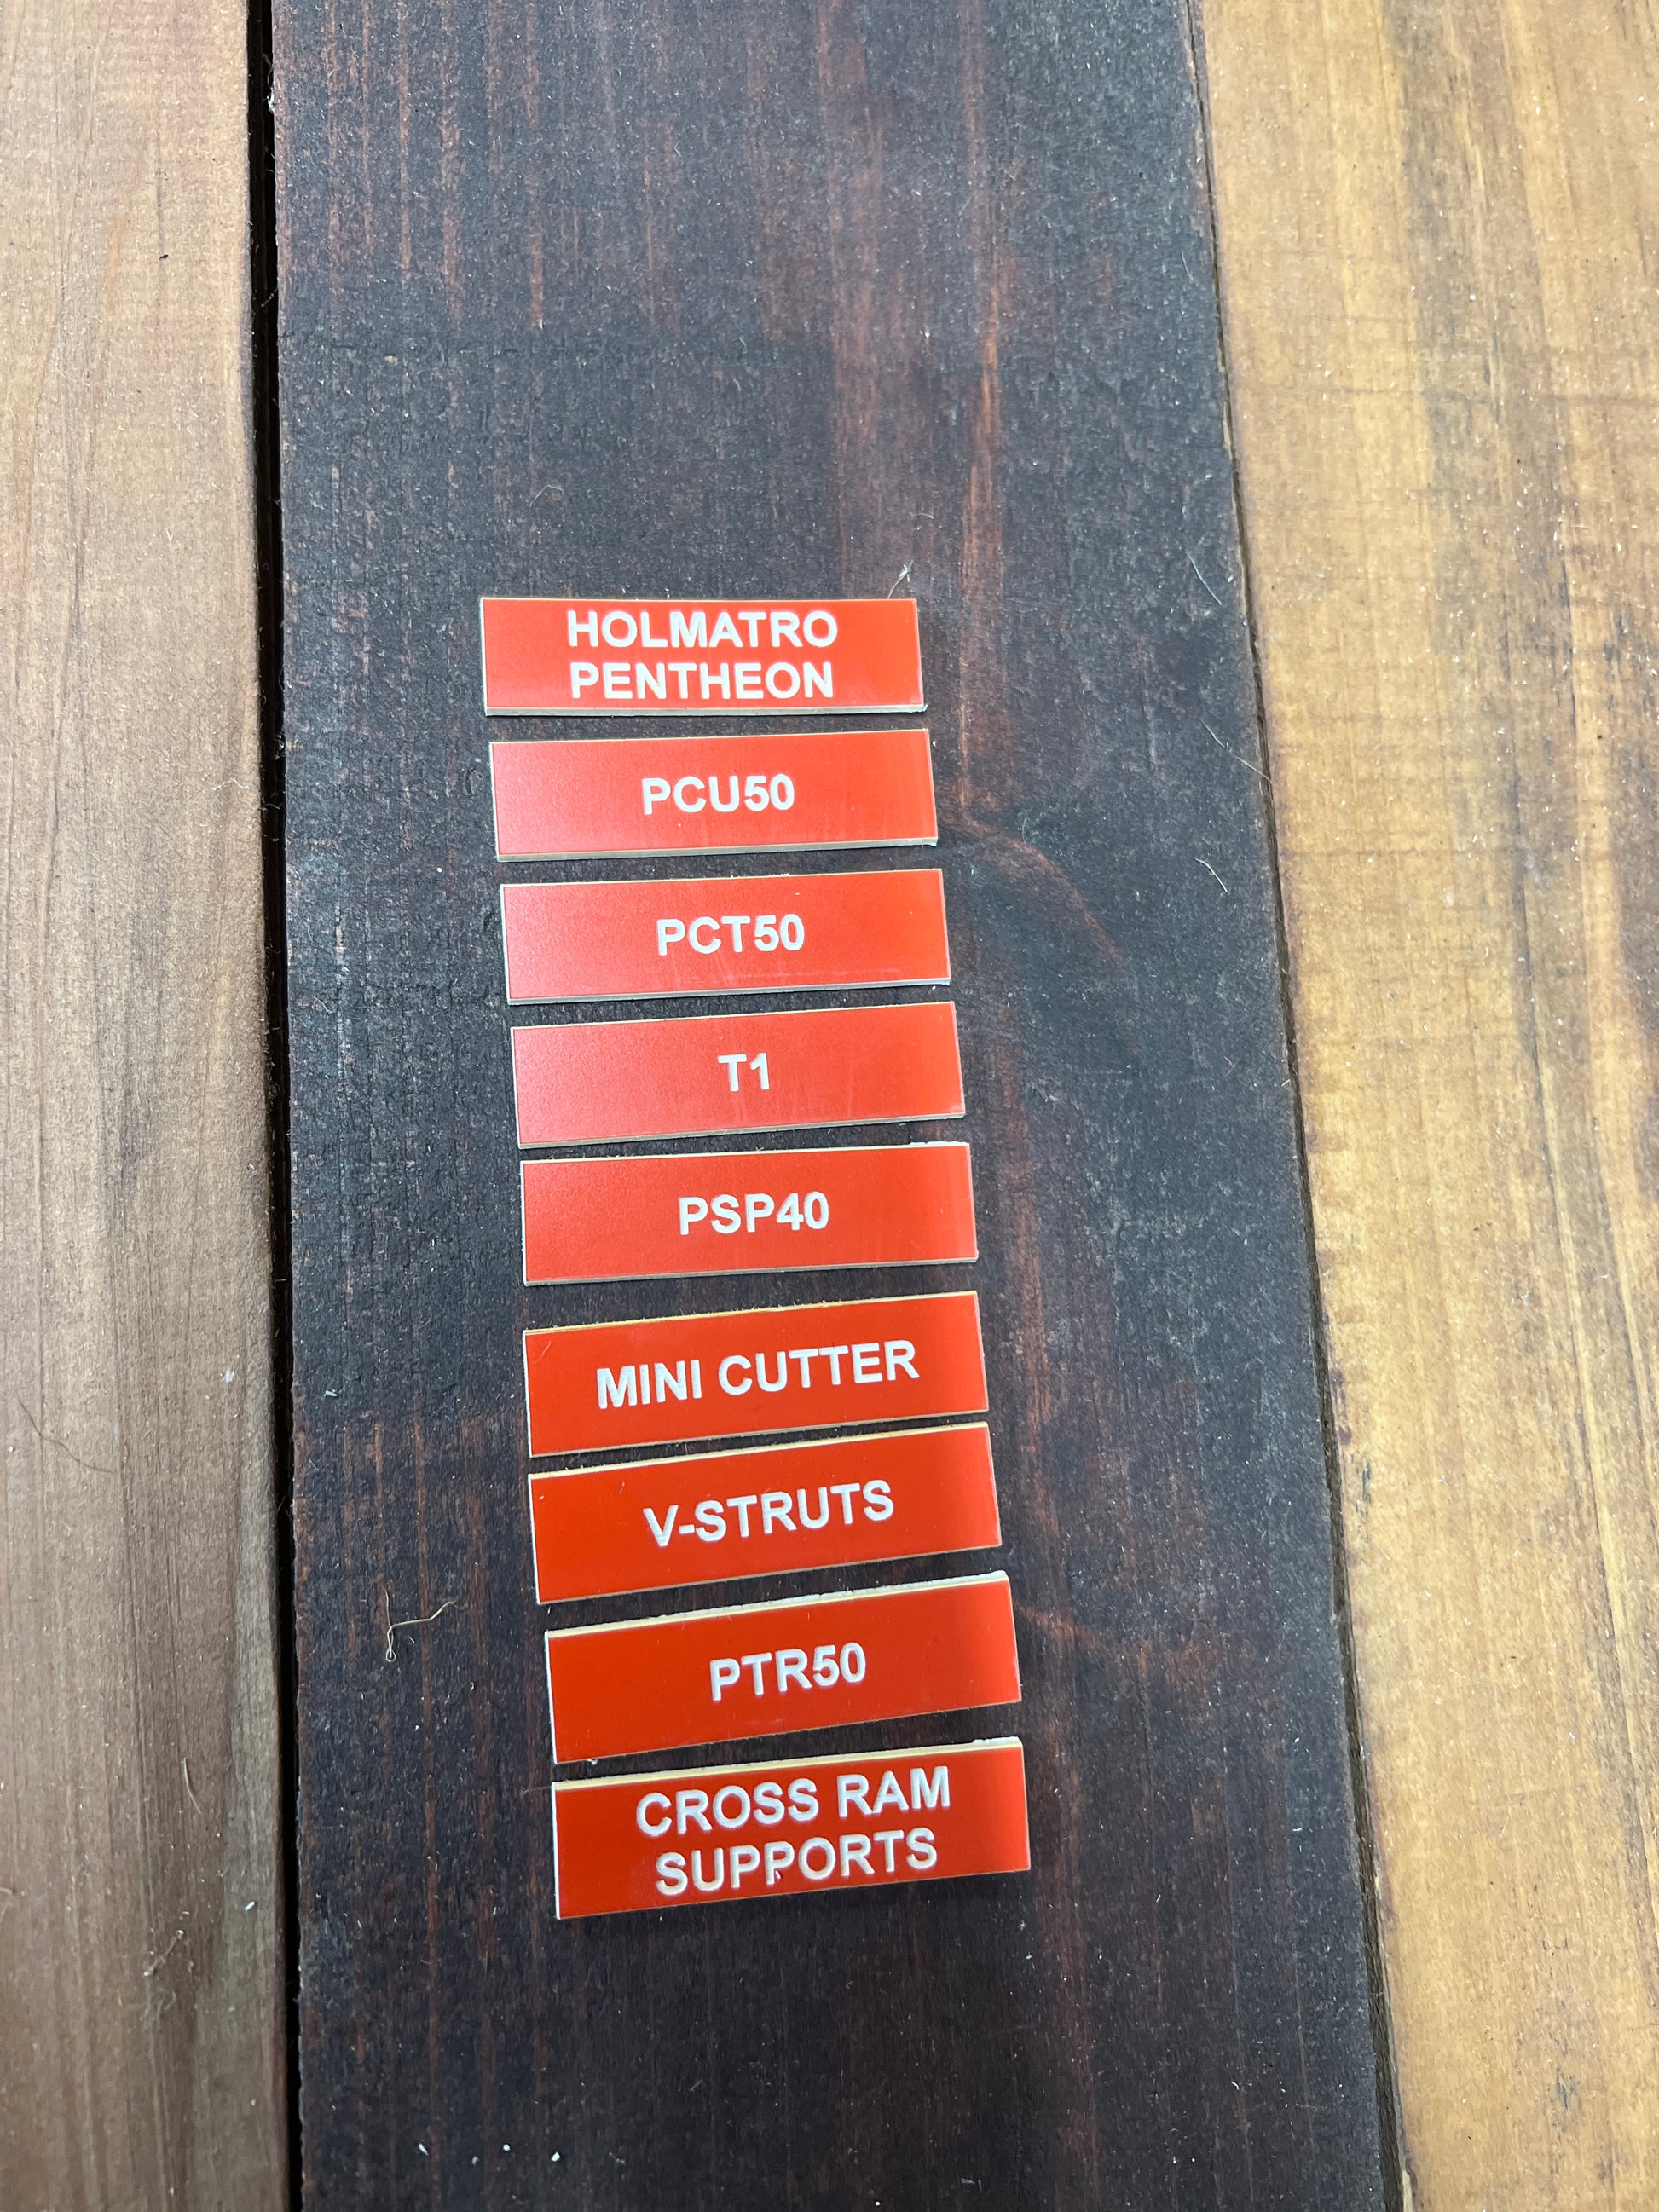 HOLMATRO
PENTHEON
PCU50
PCT50
T1
PSP40
MINI CUTTER
V-STRUTS
PTR50
CROSS RAM
SUPPORTS